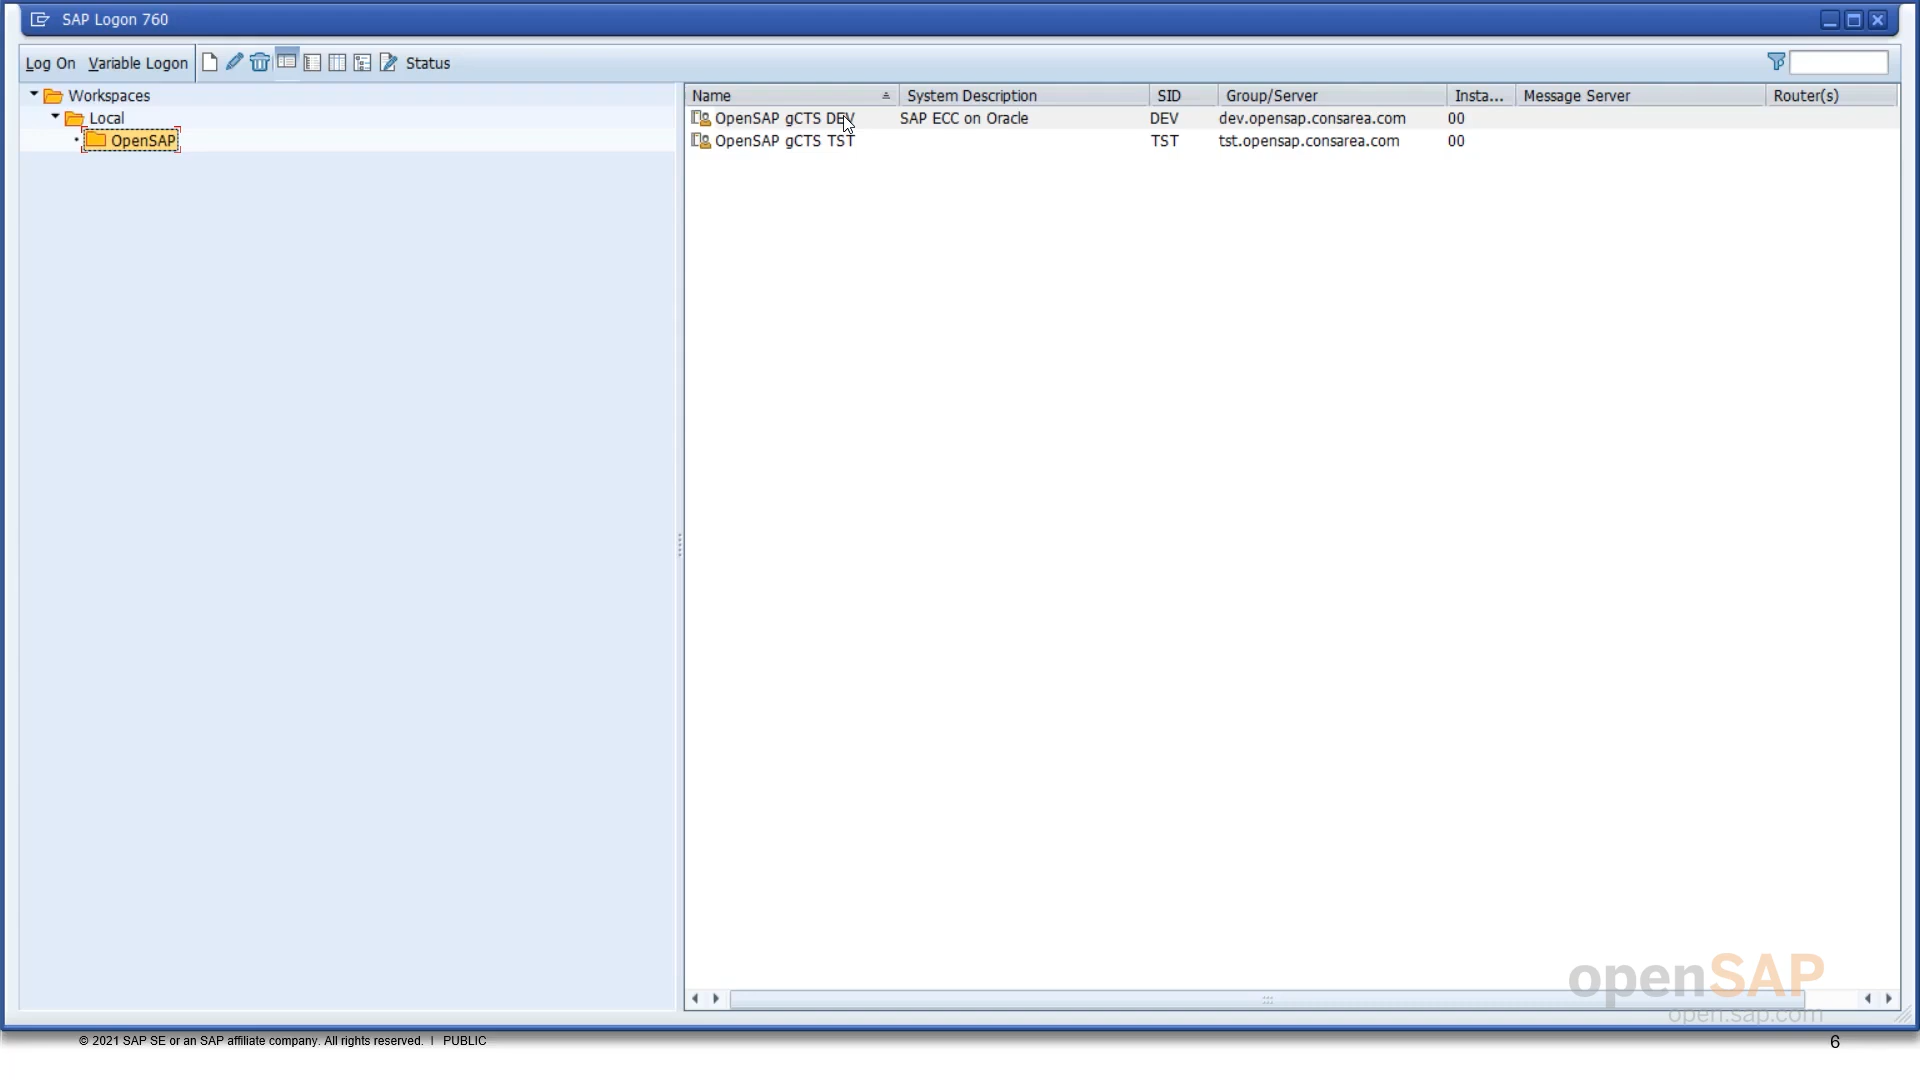 SAP Logon 760
Log On Variable Logon Status
Workspaces
Local
OpenSAP
Name System Description SID Group/Server Insta... Message Server Router(s)
OpenSAP gCTS DEV SAP ECC on Oracle DEV dev.opensap.consarea.com 00
OpenSAP gCTS TST TST tst.opensap.consarea.com 00
openSAP
open.sap.com
© 2021 SAP SE or an SAP affiliate company. All rights reserved. | PUBLIC
6